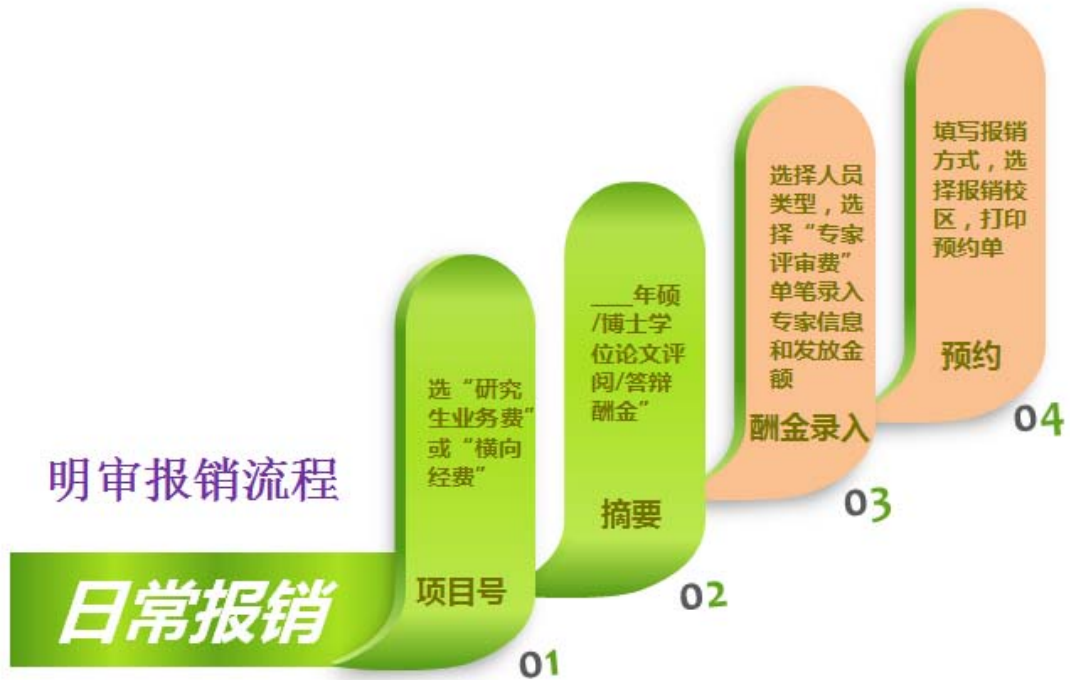 明审报销流程
日常报销
选“研究
生业务费”
或“横向
经费”
项目号
01
____年硕
/博士学
位论文评
阅/答辩
酬金”
摘要
02
选择人员
类型，选
择“专家
评审费”
单笔录入
专家信息
和发放金
额
酬金录入
03
填写报销
方式，选
择报销校
区，打印
预约单
预约
04